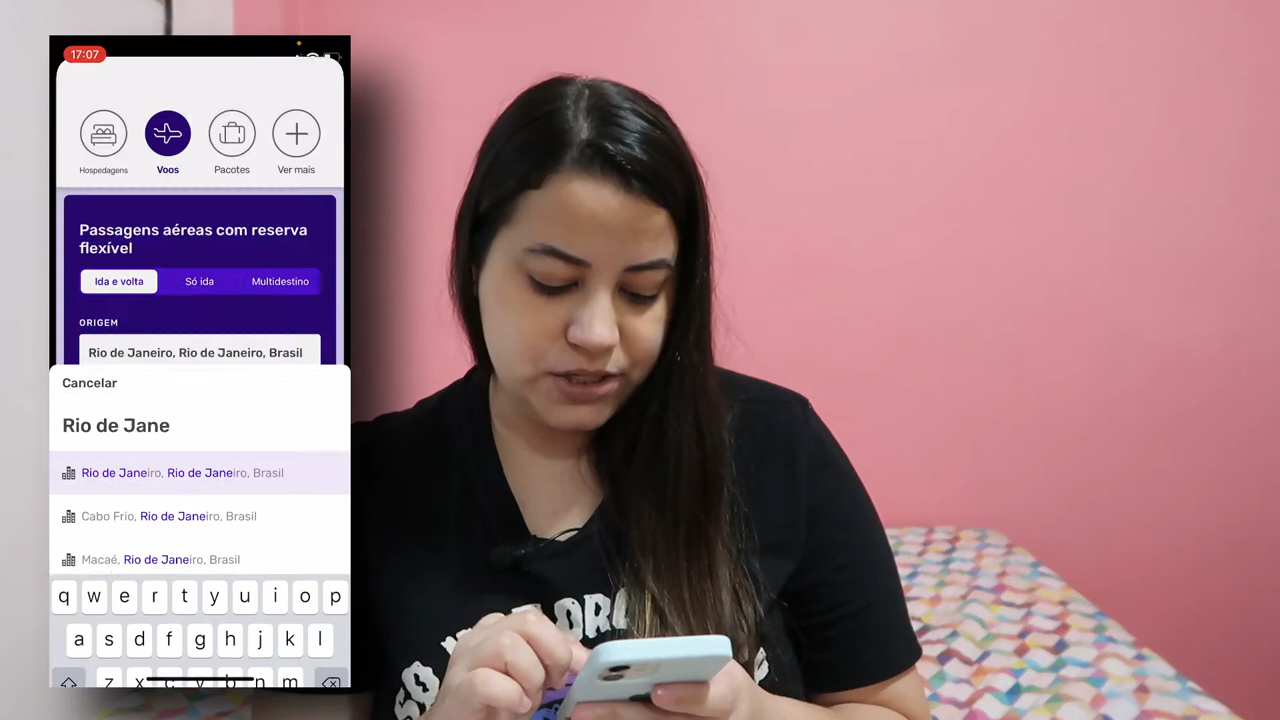 17:07
Hospedagens Voos Pacotes Ver mais
Passagens aéreas com reserva
flexível
Ida e volta Só ida Multidestino
ORIGEM
Rio de Janeiro, Rio de Janeiro, Brasil
Cancelar
Rio de Jane
Rio de Janeiro, Rio de Janeiro, Brasil
Cabo Frio, Rio de Janeiro, Brasil
Macaé, Rio de Janeiro, Brasil
q w e r t y u i o p
a s d f g h j k l
z x c v b n m